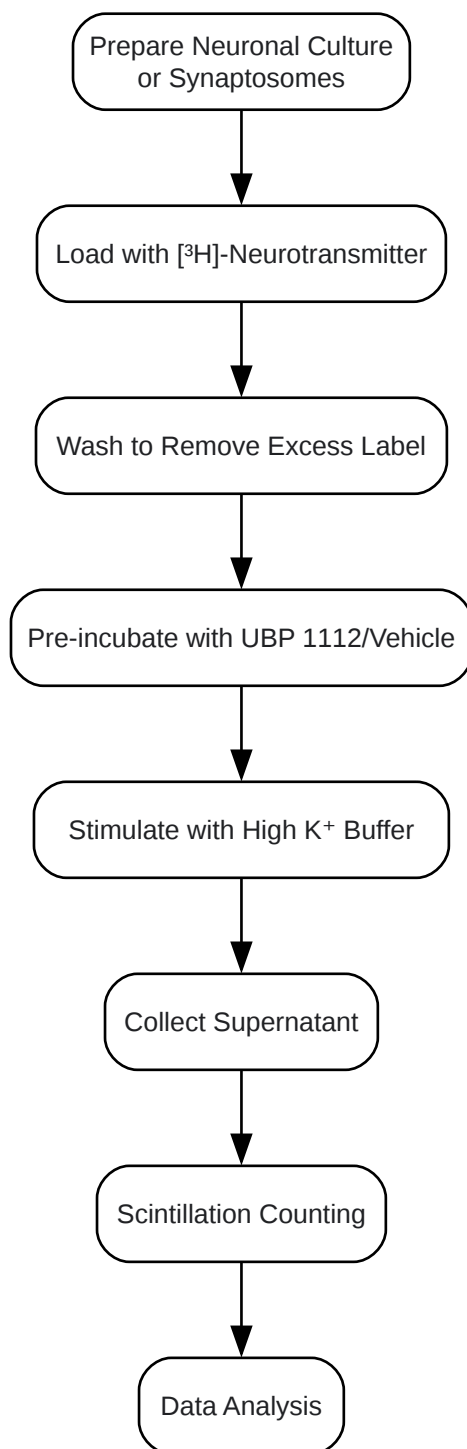 Prepare Neuronal Culture
or Synaptosomes
Load with [³H]-Neurotransmitter
Wash to Remove Excess Label
Pre-incubate with UBP 1112/Vehicle
Stimulate with High K⁺ Buffer
Collect Supernatant
Scintillation Counting
Data Analysis